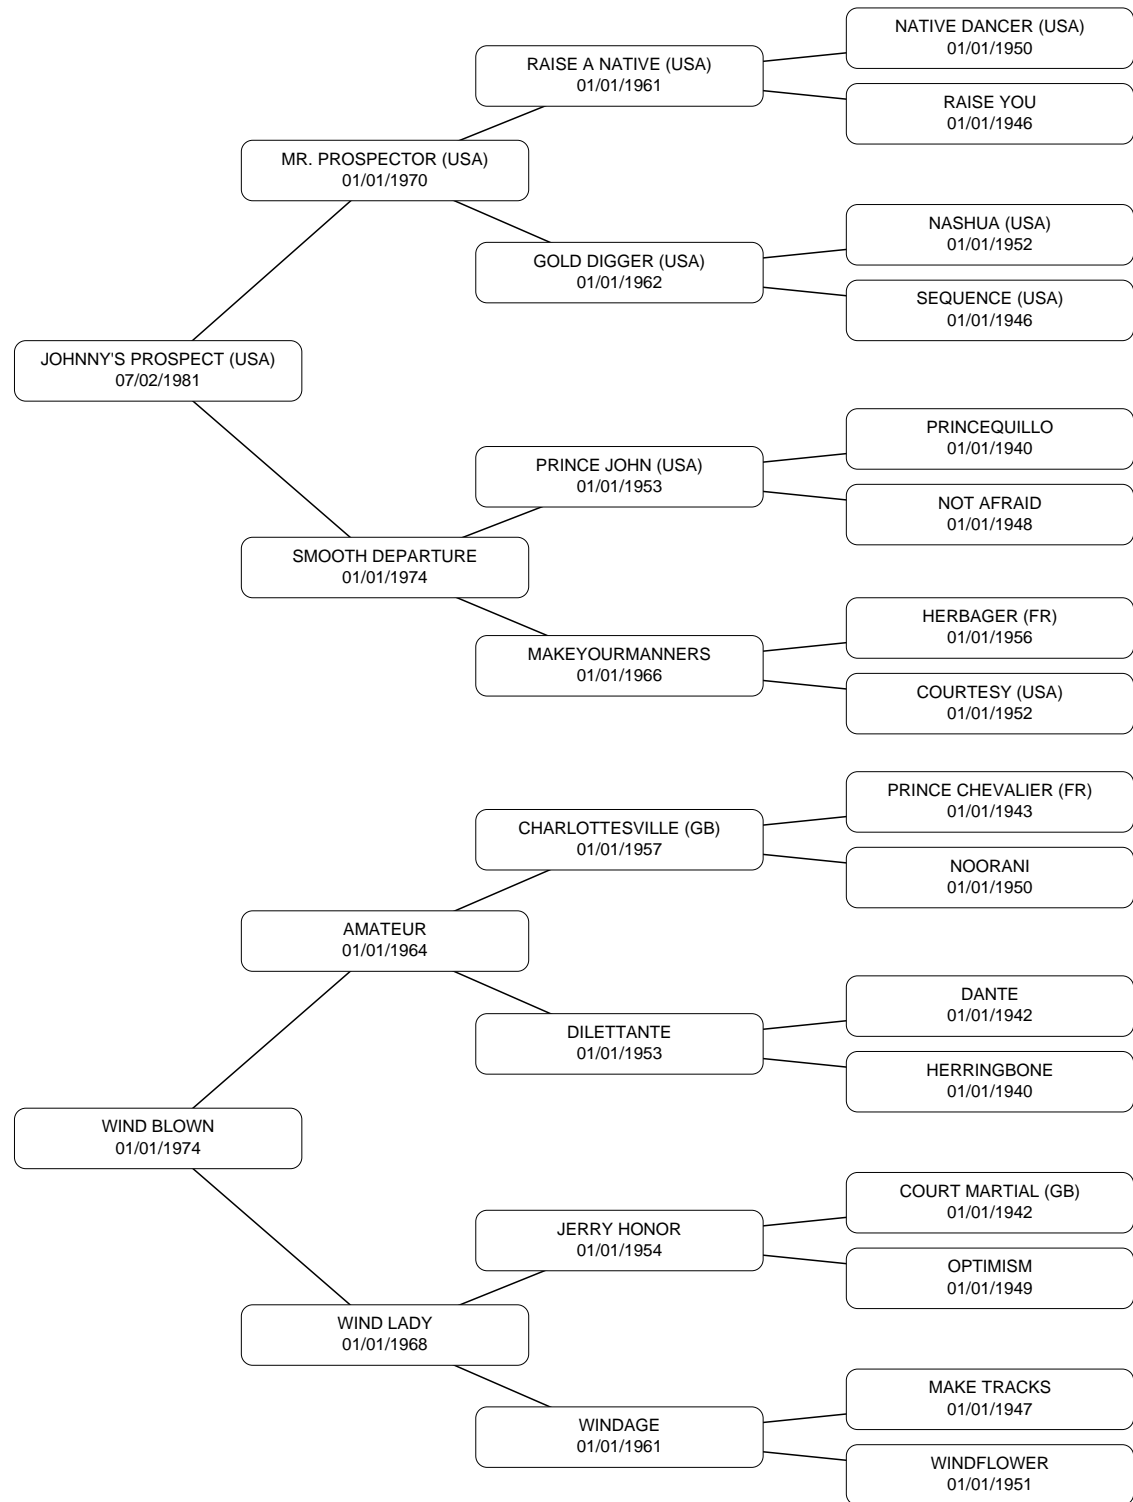 NATIVE DANCER (USA)
01/01/1950
RAISE A NATIVE (USA)
01/01/1961
RAISE YOU
01/01/1946
MR. PROSPECTOR (USA)
01/01/1970
NASHUA (USA)
01/01/1952
GOLD DIGGER (USA)
01/01/1962
SEQUENCE (USA)
01/01/1946
JOHNNY'S PROSPECT (USA)
07/02/1981
PRINCEQUILLO
01/01/1940
PRINCE JOHN (USA)
01/01/1953
NOT AFRAID
01/01/1948
SMOOTH DEPARTURE
01/01/1974
HERBAGER (FR)
01/01/1956
MAKEYOURMANNERS
01/01/1966
COURTESY (USA)
01/01/1952
PRINCE CHEVALIER (FR)
01/01/1943
CHARLOTTESVILLE (GB)
01/01/1957
NOORANI
01/01/1950
AMATEUR
01/01/1964
DANTE
01/01/1942
DILETTANTE
01/01/1953
HERRINGBONE
01/01/1940
WIND BLOWN
01/01/1974
COURT MARTIAL (GB)
01/01/1942
JERRY HONOR
01/01/1954
OPTIMISM
01/01/1949
WIND LADY
01/01/1968
MAKE TRACKS
01/01/1947
WINDAGE
01/01/1961
WINDFLOWER
01/01/1951